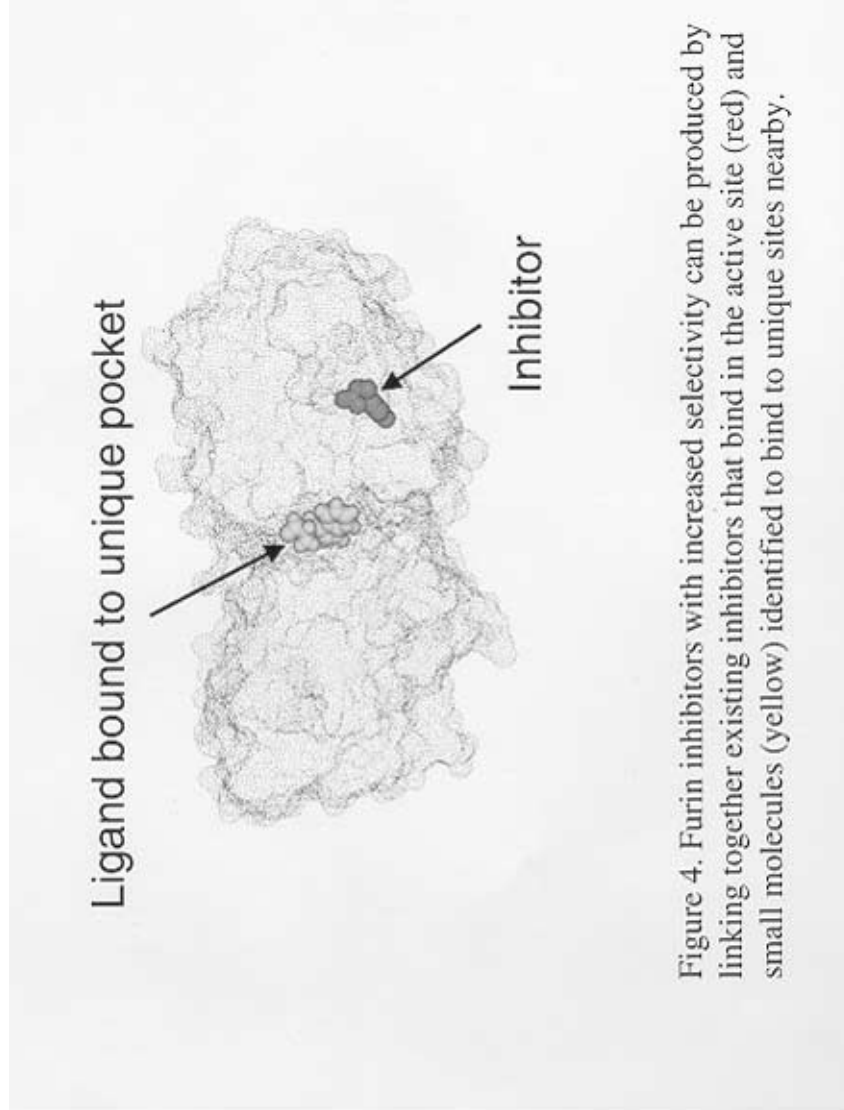 Ligand bound to unique pocket
Inhibitor
Figure 4. Furin inhibitors with increased selectivity can be produced by
linking together existing inhibitors that bind in the active site (red) and
small molecules (yellow) identified to bind to unique sites nearby.